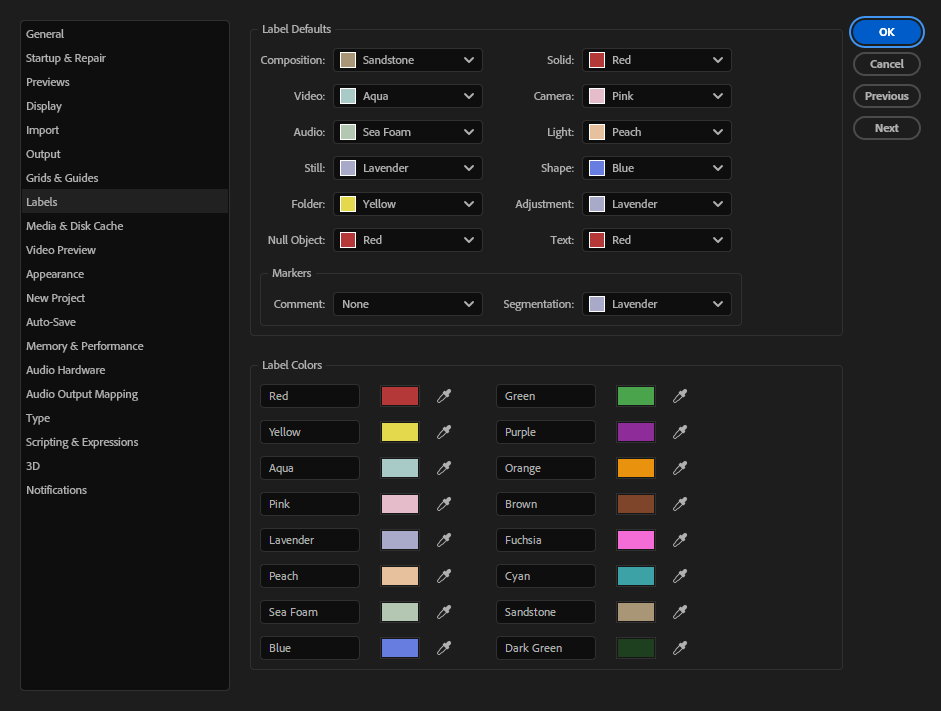 General
Startup & Repair
Previews
Display
Import
Output
Grids & Guides
Labels
Media & Disk Cache
Video Preview
Appearance
New Project
Auto-Save
Memory & Performance
Audio Hardware
Audio Output Mapping
Type
Scripting & Expressions
3D
Notifications
Label Defaults
Composition: Sandstone Solid: Red
Video: Aqua Camera: Pink
Audio: Sea Foam Light: Peach
Still: Lavender Shape: Blue
Folder: Yellow Adjustment: Lavender
Null Object: Red Text: Red
Markers
Comment: None Segmentation: Lavender
Label Colors
Red Green
Yellow Purple
Aqua Orange
Pink Brown
Lavender Fuchsia
Peach Cyan
Sea Foam Sandstone
Blue Dark Green
OK
Cancel
Previous
Next